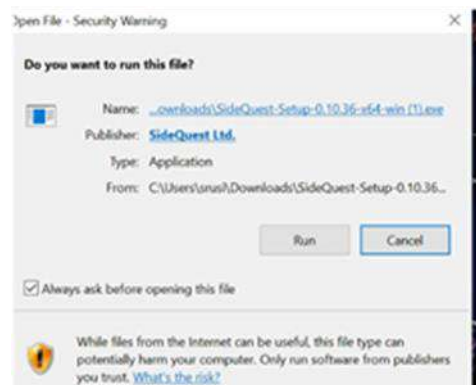 Open File - Security Warning
Do you want to run this file?
Name: ...ownloads\SideQuest-Setup-0.10.36-x64-win (1).exe
Publisher: SideQuest Ltd.
Type: Application
From: C:\Users\srusl\Downloads\SideQuest-Setup-0.10.36...
Run Cancel
Always ask before opening this file
While files from the Internet can be useful, this file type can
potentially harm your computer. Only run software from publishers
you trust. What's the risk?